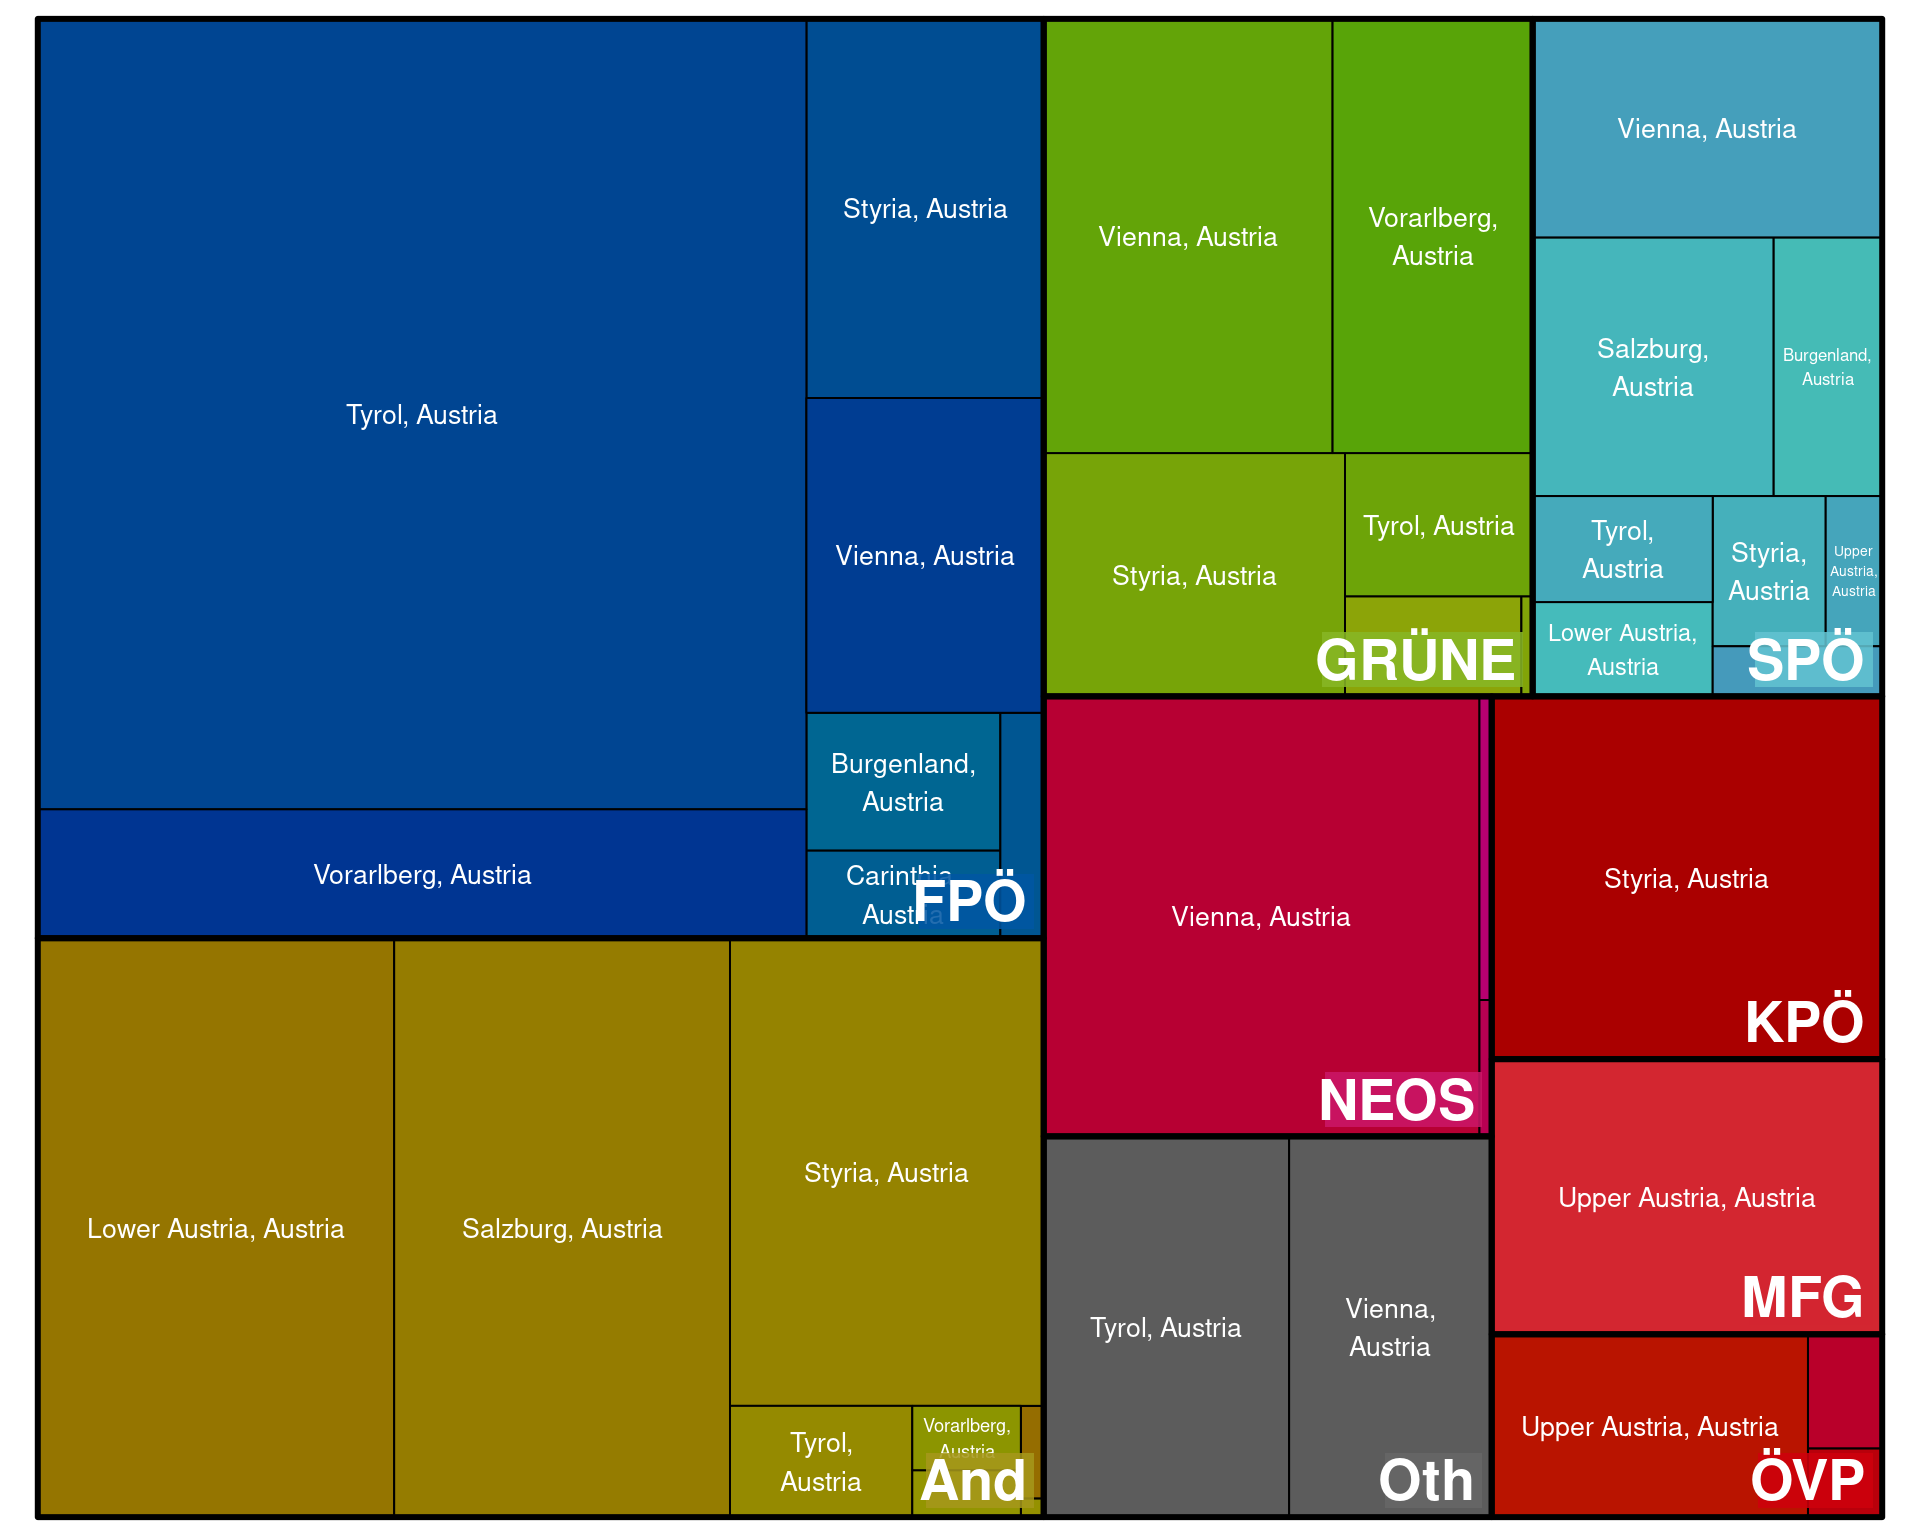 Tyrol, Austria
Styria, Austria
Vienna, Austria
Burgenland,
Austria
Carinthia,
Austria
Vorarlberg, Austria
FPÖ
Vienna, Austria
Vorarlberg,
Austria
Styria, Austria
Tyrol, Austria
GRÜNE
Vienna, Austria
Salzburg,
Austria
Burgenland,
Austria
Tyrol,
Austria
Styria,
Austria
Upper
Austria,
Austria
Lower Austria,
Austria
SPÖ
Lower Austria, Austria
Salzburg, Austria
Styria, Austria
Tyrol,
Austria
Vorarlberg,
Austria
And
Vienna, Austria
NEOS
Styria, Austria
KPÖ
Tyrol, Austria
Vienna,
Austria
Oth
Upper Austria, Austria
MFG
Upper Austria, Austria
ÖVP